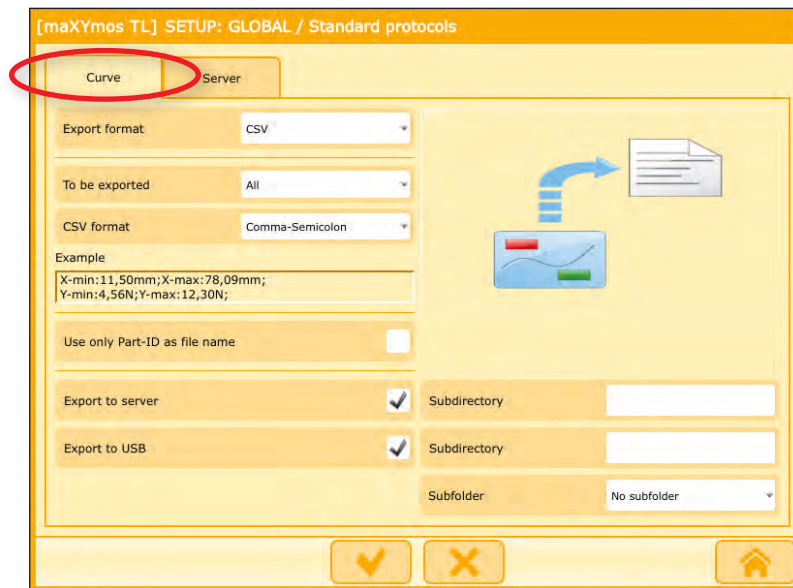 [maXYmos TL] SETUP: GLOBAL / Standard protocols
Curve Server
Export format CSV
To be exported All
CSV format Comma-Semicolon
Example
X-min:11,50mm;X-max:78,09mm;
Y-min:4,56N;Y-max:12,30N;
Use only Part-ID as file name
Export to server Subdirectory
Export to USB Subdirectory
Subfolder No subfolder